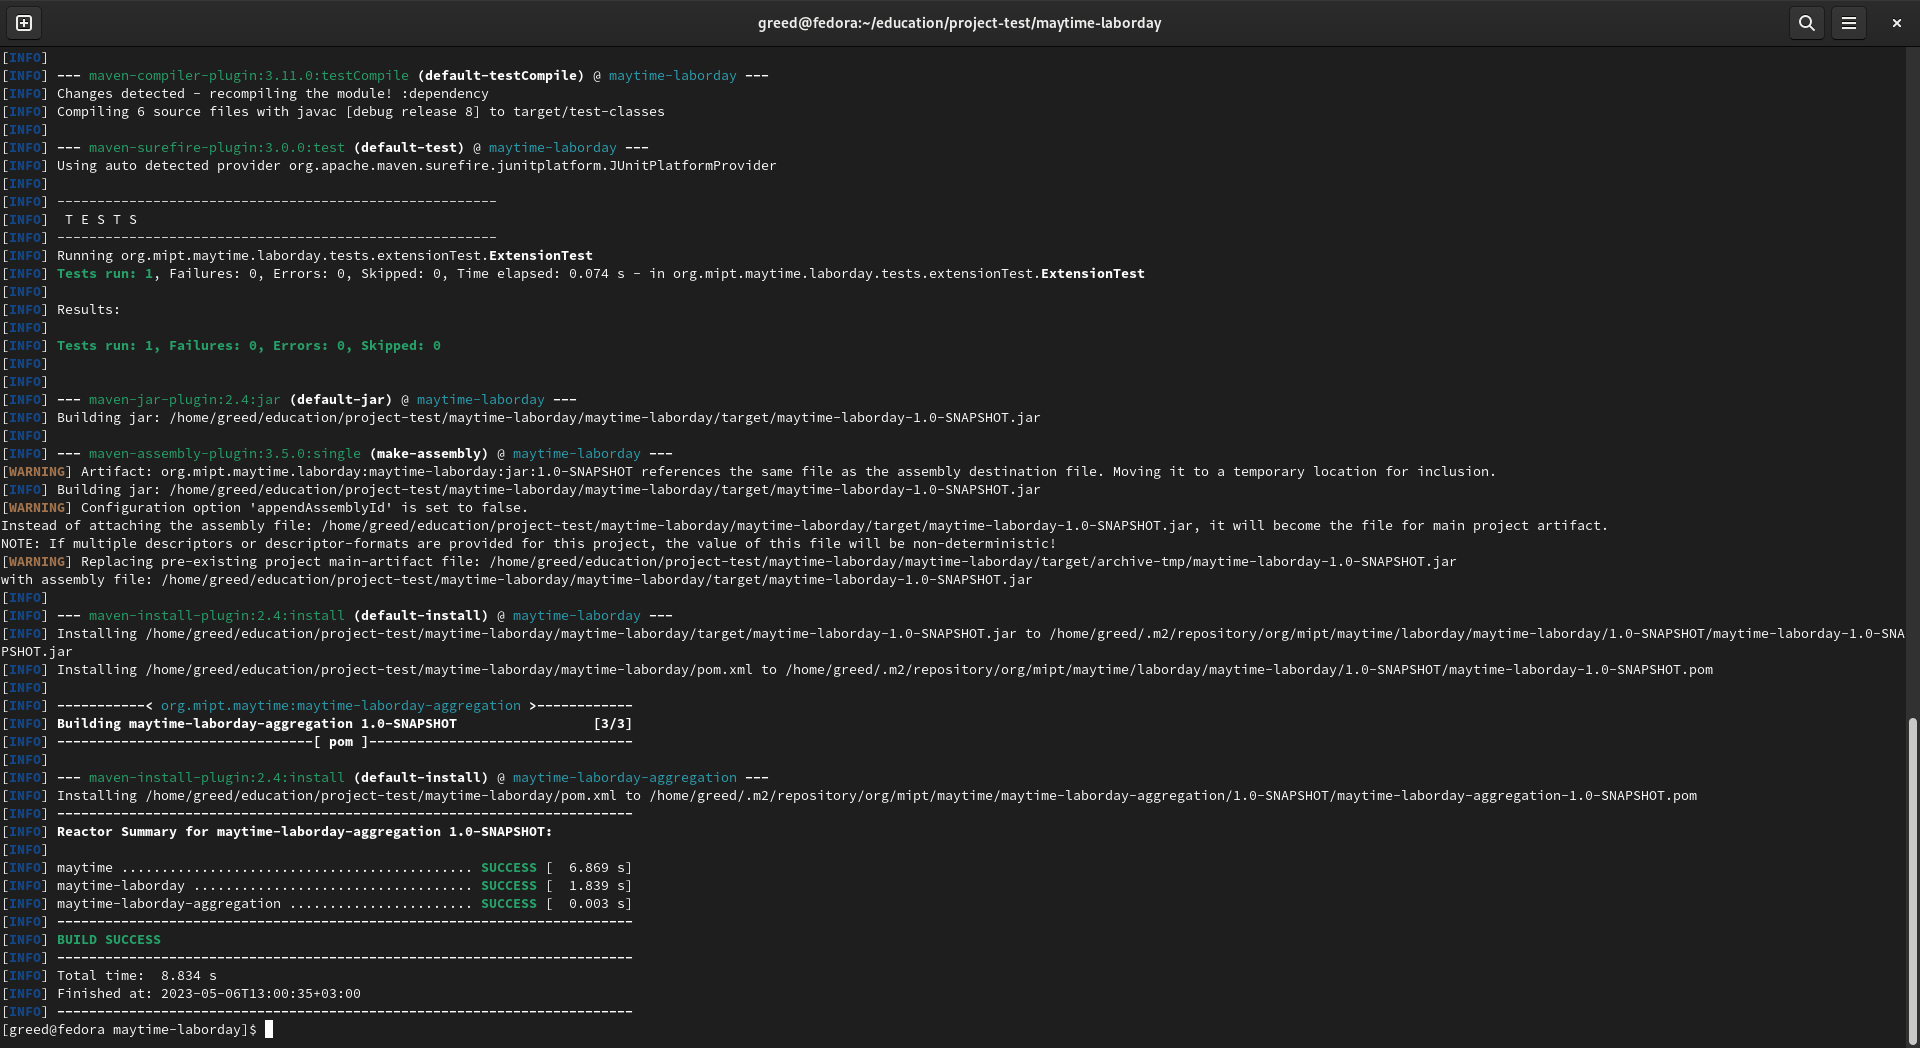 greed@fedora:~/education/project-test/maytime-laborday
[INFO]
[INFO] --- maven-compiler-plugin:3.11.0:testCompile (default-testCompile) @ maytime-laborday ---
[INFO] Changes detected - recompiling the module! :dependency
[INFO] Compiling 6 source files with javac [debug release 8] to target/test-classes
[INFO]
[INFO] --- maven-surefire-plugin:3.0.0:test (default-test) @ maytime-laborday ---
[INFO] Using auto detected provider org.apache.maven.surefire.junitplatform.JUnitPlatformProvider
[INFO]
[INFO] -------------------------------------------------------
[INFO]  T E S T S
[INFO] -------------------------------------------------------
[INFO] Running org.mipt.maytime.laborday.tests.extensionTest.ExtensionTest
[INFO] Tests run: 1, Failures: 0, Errors: 0, Skipped: 0, Time elapsed: 0.074 s - in org.mipt.maytime.laborday.tests.extensionTest.ExtensionTest
[INFO]
[INFO] Results:
[INFO]
[INFO] Tests run: 1, Failures: 0, Errors: 0, Skipped: 0
[INFO]
[INFO]
[INFO] --- maven-jar-plugin:2.4:jar (default-jar) @ maytime-laborday ---
[INFO] Building jar: /home/greed/education/project-test/maytime-laborday/maytime-laborday/target/maytime-laborday-1.0-SNAPSHOT.jar
[INFO]
[INFO] --- maven-assembly-plugin:3.5.0:single (make-assembly) @ maytime-laborday ---
[WARNING] Artifact: org.mipt.maytime.laborday:maytime-laborday:jar:1.0-SNAPSHOT references the same file as the assembly destination file. Moving it to a temporary location for inclusion.
[INFO] Building jar: /home/greed/education/project-test/maytime-laborday/maytime-laborday/target/maytime-laborday-1.0-SNAPSHOT.jar
[WARNING] Configuration option 'appendAssemblyId' is set to false.
Instead of attaching the assembly file: /home/greed/education/project-test/maytime-laborday/maytime-laborday/target/maytime-laborday-1.0-SNAPSHOT.jar, it will become the file for main project artifact.
NOTE: If multiple descriptors or descriptor-formats are provided for this project, the value of this file will be non-deterministic!
[WARNING] Replacing pre-existing project main-artifact file: /home/greed/education/project-test/maytime-laborday/maytime-laborday/target/archive-tmp/maytime-laborday-1.0-SNAPSHOT.jar
with assembly file: /home/greed/education/project-test/maytime-laborday/maytime-laborday/target/maytime-laborday-1.0-SNAPSHOT.jar
[INFO]
[INFO] --- maven-install-plugin:2.4:install (default-install) @ maytime-laborday ---
[INFO] Installing /home/greed/education/project-test/maytime-laborday/maytime-laborday/target/maytime-laborday-1.0-SNAPSHOT.jar to /home/greed/.m2/repository/org/mipt/maytime/laborday/maytime-laborday/1.0-SNAPSHOT/maytime-laborday-1.0-SNA
PSHOT.jar
[INFO] Installing /home/greed/education/project-test/maytime-laborday/maytime-laborday/pom.xml to /home/greed/.m2/repository/org/mipt/maytime/laborday/maytime-laborday/1.0-SNAPSHOT/maytime-laborday-1.0-SNAPSHOT.pom
[INFO]
[INFO] -----------< org.mipt.maytime:maytime-laborday-aggregation >------------
[INFO] Building maytime-laborday-aggregation 1.0-SNAPSHOT                 [3/3]
[INFO] --------------------------------[ pom ]---------------------------------
[INFO]
[INFO] --- maven-install-plugin:2.4:install (default-install) @ maytime-laborday-aggregation ---
[INFO] Installing /home/greed/education/project-test/maytime-laborday/pom.xml to /home/greed/.m2/repository/org/mipt/maytime/maytime-laborday-aggregation/1.0-SNAPSHOT/maytime-laborday-aggregation-1.0-SNAPSHOT.pom
[INFO] ------------------------------------------------------------------------
[INFO] Reactor Summary for maytime-laborday-aggregation 1.0-SNAPSHOT:
[INFO]
[INFO] maytime ............................................ SUCCESS [  6.869 s]
[INFO] maytime-laborday ................................... SUCCESS [  1.839 s]
[INFO] maytime-laborday-aggregation ....................... SUCCESS [  0.003 s]
[INFO] ------------------------------------------------------------------------
[INFO] BUILD SUCCESS
[INFO] ------------------------------------------------------------------------
[INFO] Total time:  8.834 s
[INFO] Finished at: 2023-05-06T13:00:35+03:00
[INFO] ------------------------------------------------------------------------
[greed@fedora maytime-laborday]$